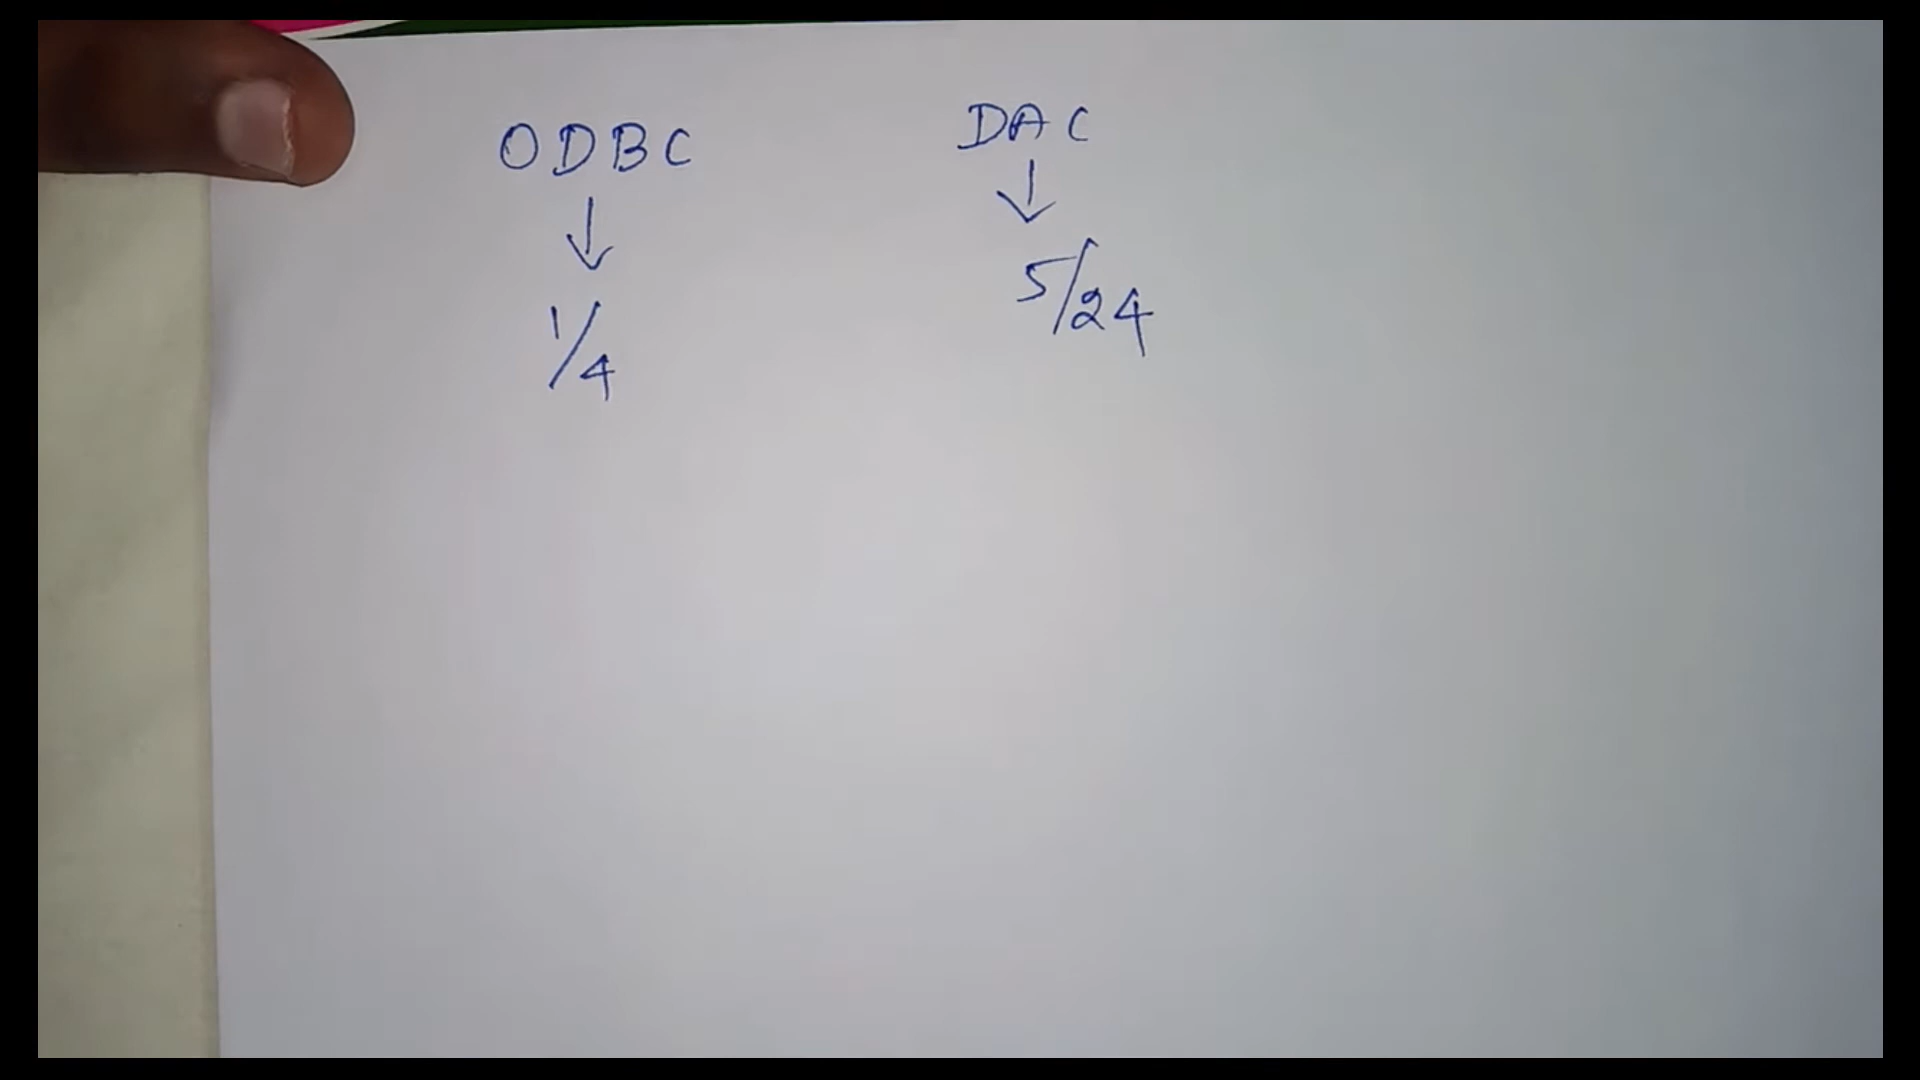 ODBC DAC
↓ ↓
1/4 5/24